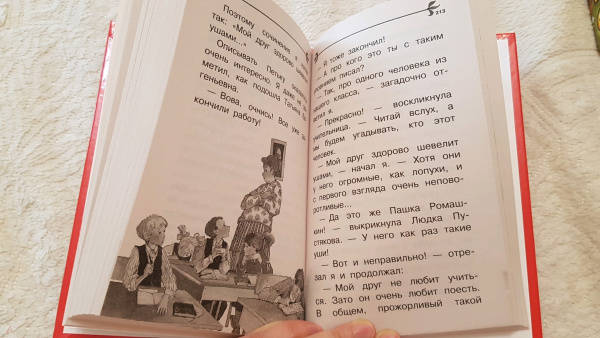 Поэтому сочинение я
так: «Мой друг здорово
ушами...»
Описывать Петьку
очень интересно. Я даже не за-
метил, как подошла Татьяна
геньевна.
— Вова, очнись! Все уже за-
кончили работу!
213
Я тоже закончил!
— А про кого это ты с таким
писал?
— Так, про одного человека из
нашего класса, — загадочно от-
ветил я.
— Прекрасно! — воскликнула
учительница. — Читай вслух, а
мы будем угадывать, кто этот
человек.
— Мой друг здорово шевелит
ушами, — начал я. — Хотя они
у него огромные, как лопухи, и
с первого взгляда очень непово-
ротливые...
— Да это же Пашка Ромаш-
кин! — выкрикнула Людка Пу-
стякова. — У него как раз такие
уши!
— Вот и неправильно! — отре-
зал я и продолжал:
— Мой друг не любит учить-
ся. Зато он очень любит поесть.
В общем, прожорливый такой